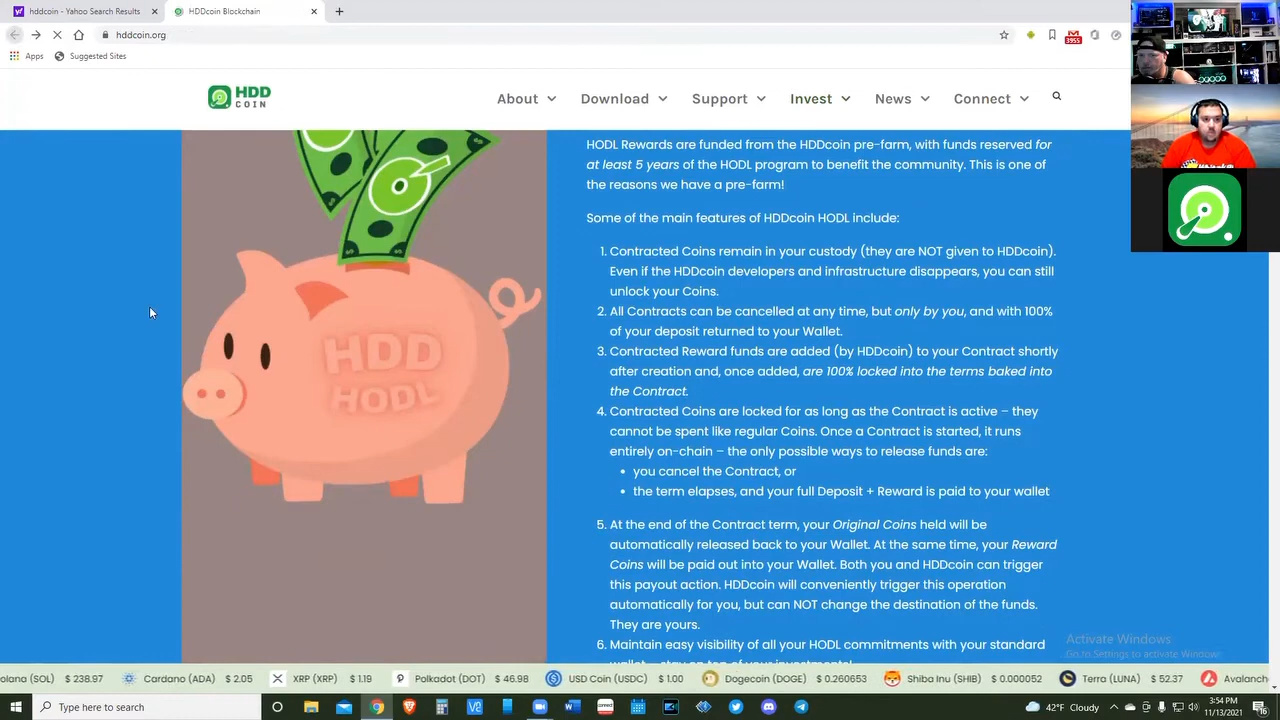 hddcoin - Yahoo Search Results
HDDcoin Blockchain
hddcoin.org
3955
Apps
Suggested Sites
HDD
COIN
About
Download
Support
Invest
News
Connect
HODL Rewards are funded from the HDDcoin pre-farm, with funds reserved for
at least 5 years of the HODL program to benefit the community. This is one of
the reasons we have a pre-farm!
Some of the main features of HDDcoin HODL include:
1. Contracted Coins remain in your custody (they are NOT given to HDDcoin).
Even if the HDDcoin developers and infrastructure disappears, you can still
unlock your Coins.
2. All Contracts can be cancelled at any time, but only by you, and with 100%
of your deposit returned to your Wallet.
3. Contracted Reward funds are added (by HDDcoin) to your Contract shortly
after creation and, once added, are 100% locked into the terms baked into
the Contract.
4. Contracted Coins are locked for as long as the Contract is active – they
cannot be spent like regular Coins. Once a Contract is started, it runs
entirely on-chain – the only possible ways to release funds are:
• you cancel the Contract, or
• the term elapses, and your full Deposit + Reward is paid to your wallet
5. At the end of the Contract term, your Original Coins held will be
automatically released back to your Wallet. At the same time, your Reward
Coins will be paid out into your Wallet. Both you and HDDcoin can trigger
this payout action. HDDcoin will conveniently trigger this operation
automatically for you, but can NOT change the destination of the funds.
They are yours.
6. Maintain easy visibility of all your HODL commitments with your standard
wallet – stay on top of your investments!
HDD
HODL
Activate Windows
Go to Settings to activate Windows.
olana (SOL) $ 238.97 Cardano (ADA) $ 2.05 XRP (XRP) $ 1.19 Polkadot (DOT) $ 46.98 USD Coin (USDC) $ 1.00 Dogecoin (DOGE) $ 0.260653 Shiba Inu (SHIB) $ 0.000052 Terra (LUNA) $ 52.37 Avalanch
Type here to search
42°F Cloudy
3:54 PM
11/13/2021
16